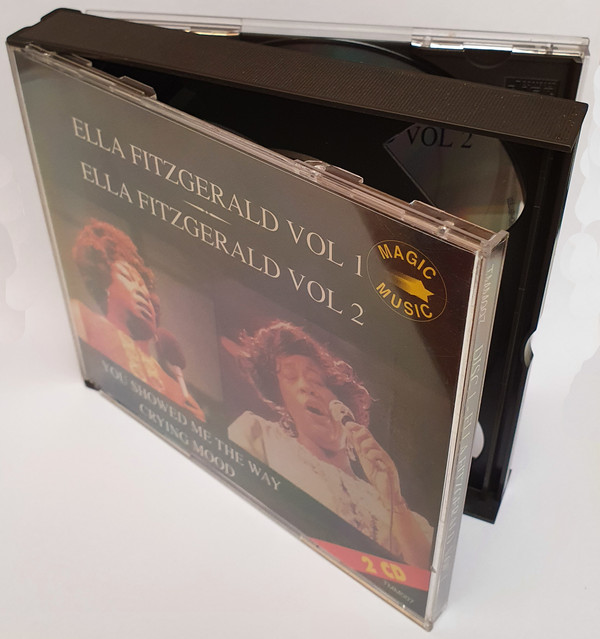 ELLA FITZGERALD VOL 1
ELLA FITZGERALD VOL 2
MAGIC
MUSIC
YOU SHOWED ME THE WAY
CRYING MOOD
2 CD
TMM007
VOL 2